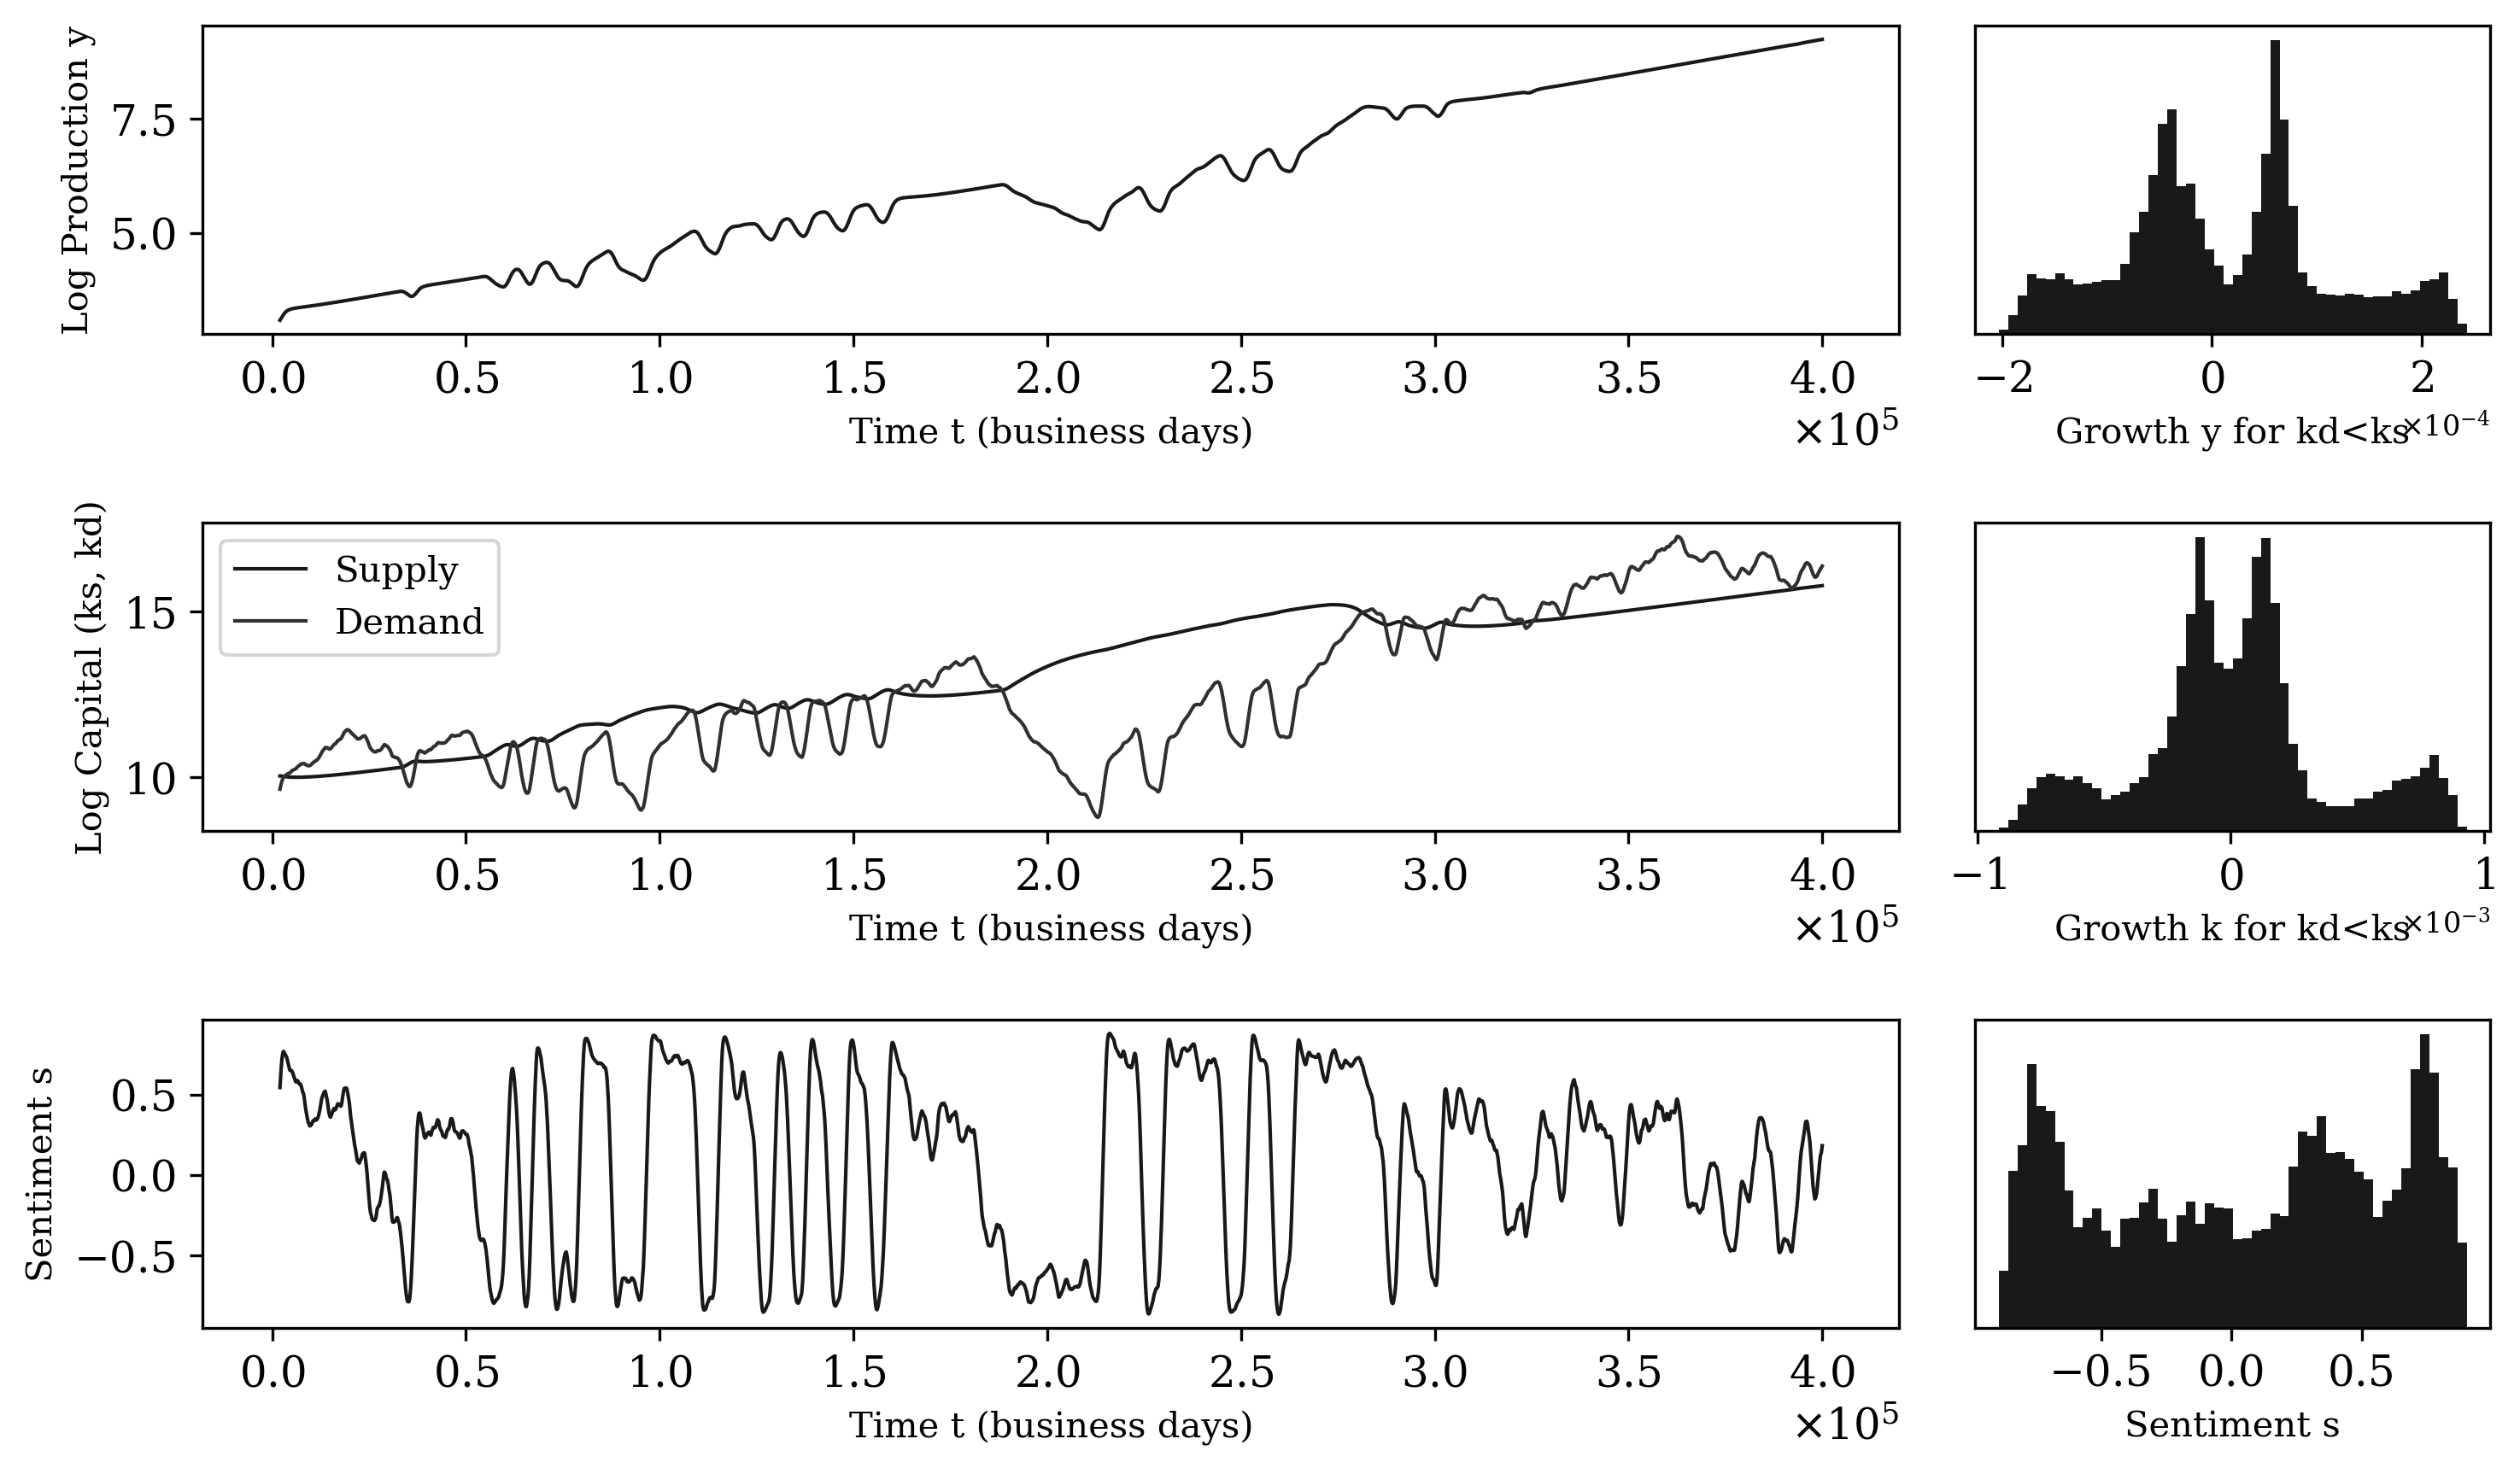 Log Production y
7.5
5.0
0.0 0.5 1.0 1.5 2.0 2.5 3.0 3.5 4.0
Time t (business days)
×10⁵
−2 0 2
Growth y for kd<ks
×10⁻⁴
Log Capital (ks, kd)
15
10
Supply
Demand
0.0 0.5 1.0 1.5 2.0 2.5 3.0 3.5 4.0
Time t (business days)
×10⁵
−1 0 1
Growth k for kd<ks
×10⁻³
Sentiment s
0.5
0.0
−0.5
0.0 0.5 1.0 1.5 2.0 2.5 3.0 3.5 4.0
Time t (business days)
×10⁵
−0.5 0.0 0.5
Sentiment s